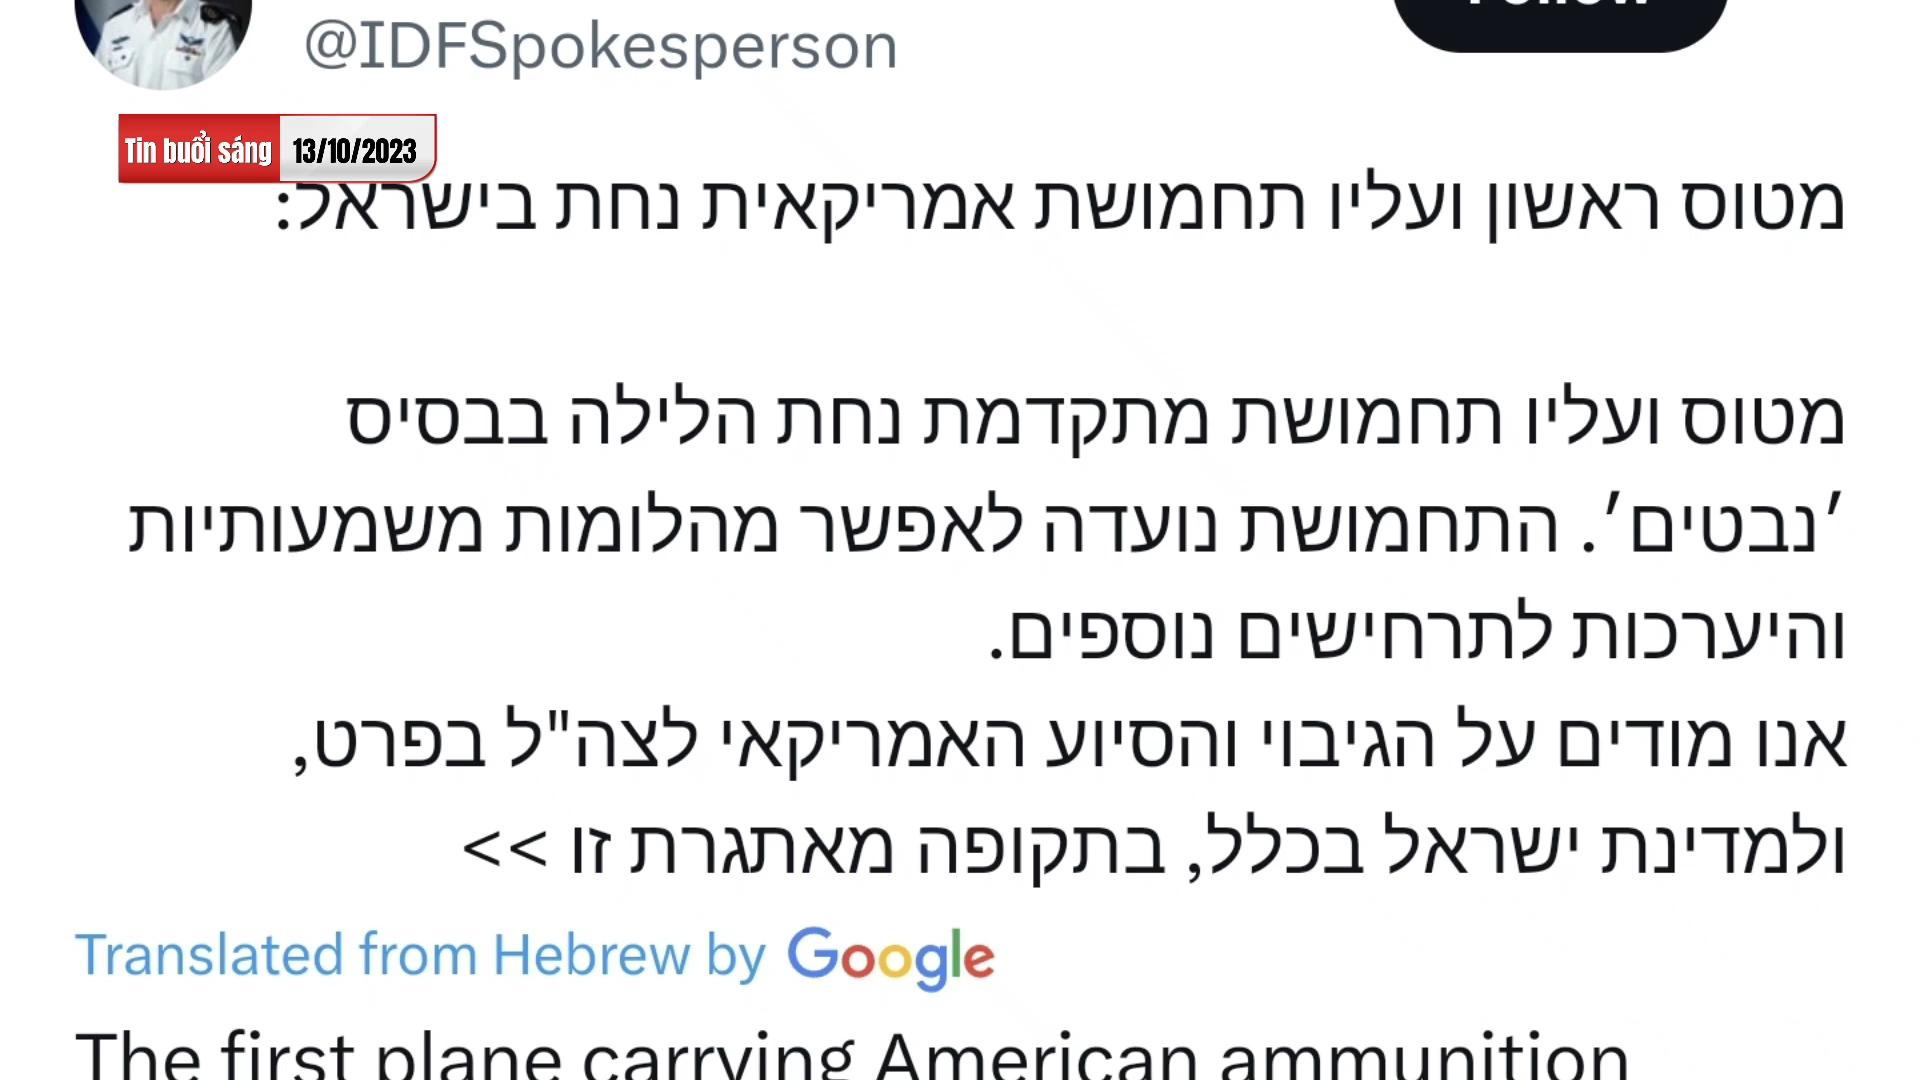 Follow
@IDFSpokesperson
Tin buổi sáng 13/10/2023
מטוס ראשון ועליו תחמושת אמריקאית נחת בישראל:
מטוס ועליו תחמושת מתקדמת נחת הלילה בבסיס
׳נבטים׳. התחמושת נועדה לאפשר מהלומות משמעותיות
והיערכות לתרחישים נוספים.
אנו מודים על הגיבוי והסיוע האמריקאי לצה"ל בפרט,
ולמדינת ישראל בכלל, בתקופה מאתגרת זו >>
Translated from Hebrew by Google
The first plane carrying American ammunition